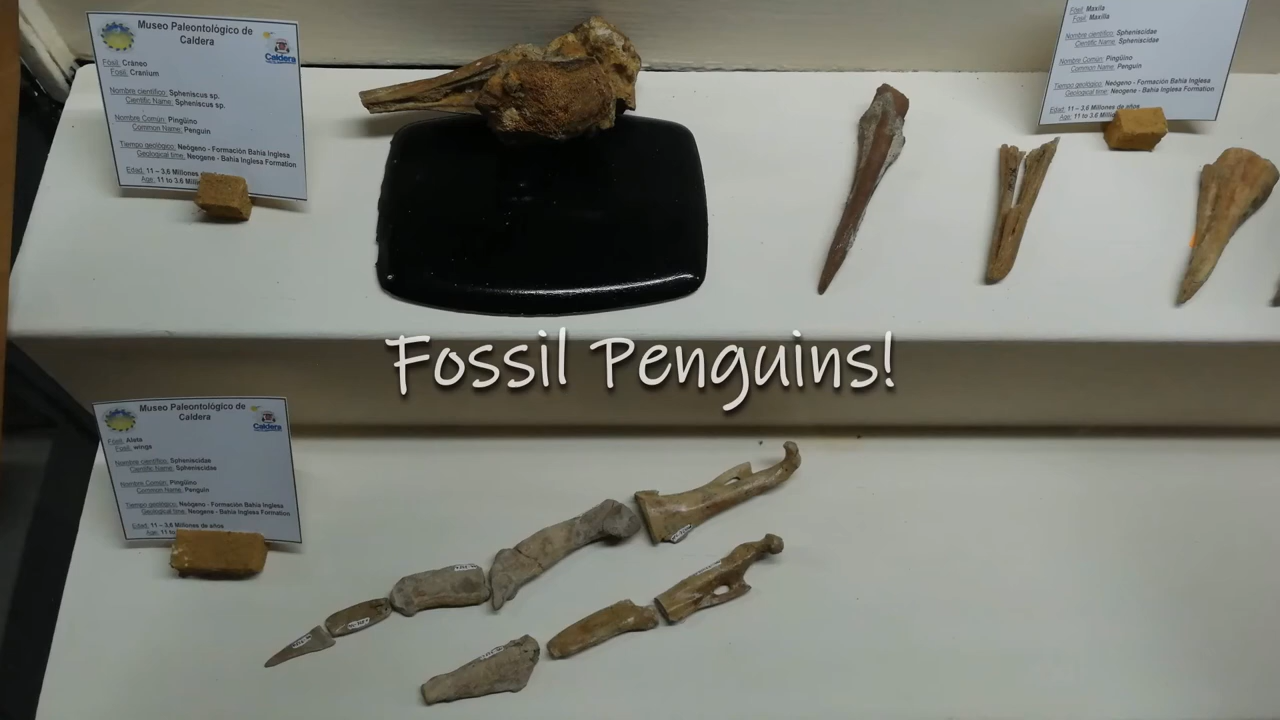 Museo Paleontológico de
Caldera
Caldera
Fósil: Cráneo
Fossil: Cranium
Nombre científico: Spheniscus sp.
Cientific Name: Spheniscus sp.
Nombre Común: Pingüino
Common Name: Penguin
Tiempo geológico: Neógeno - Formación Bahía Inglesa
Geological time: Neogene - Bahía Inglesa Formation
Edad: 11 – 3.6 Millones
Age: 11 to 3.6
Fosil: Maxila
Fosil: Maxilla
Nombre científico: Spheniscidae
Cientific Name: Spheniscidae
Nombre Común: Pingüino
Common Name: Penguin
Tiempo geológico: Neógeno - Formación Bahía Inglesa
Geological time: Neogene - Bahía Inglesa Formation
Edad: 11 – 3.6 Millones de años
Age: 11 to 3.6
Fossil Penguins!
Museo Paleontológico de
Caldera
Caldera
Fósil: Aleta
Fossil: wings
Nombre científico: Spheniscidae
Cientific Name: Spheniscidae
Nombre Común: Pingüino
Common Name: Penguin
Tiempo geológico: Neógeno - Formación Bahía Inglesa
Geological time: Neogene - Bahía Inglesa Formation
Edad: 11 – 3.6 Millones de años
Age: 11